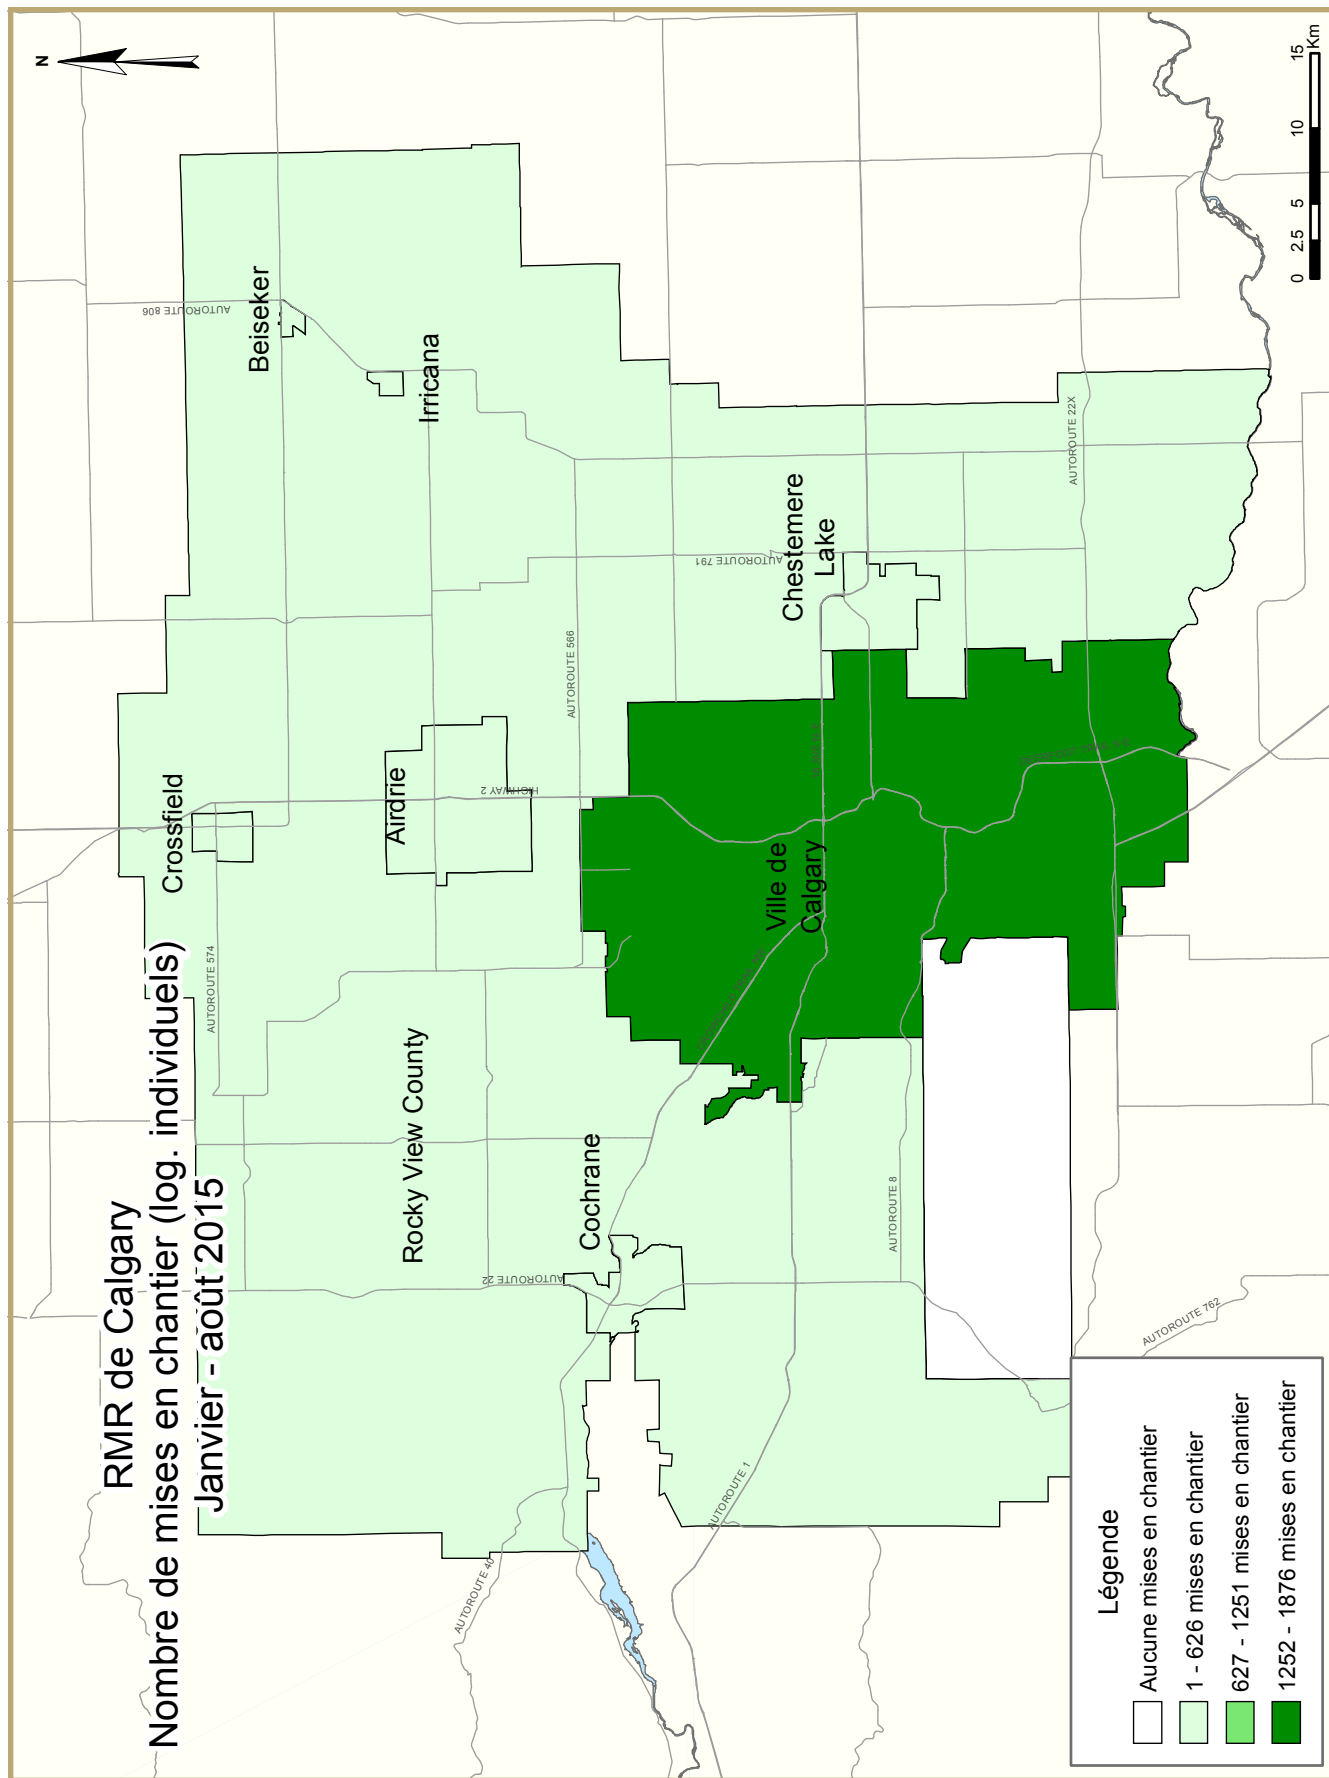 RMR de Calgary
Nombre de mises en chantier (log. individuels)
Janvier - août 2015
N
Crossfield
Beiseker
Irricana
Airdrie
Rocky View County
Cochrane
Chestemere
Lake
Ville de
Calgary
AUTOROUTE 574
AUTOROUTE 806
AUTOROUTE 566
AUTOROUTE 791
HIGHWAY 2
AUTOROUTE 22
AUTOROUTE 40
AUTOROUTE 1
AUTOROUTE 8
AUTOROUTE 22X
AUTOROUTE 762
Légende
Aucune mises en chantier
1 - 626 mises en chantier
627 - 1251 mises en chantier
1252 - 1876 mises en chantier
0 2.5 5 10 15
Km